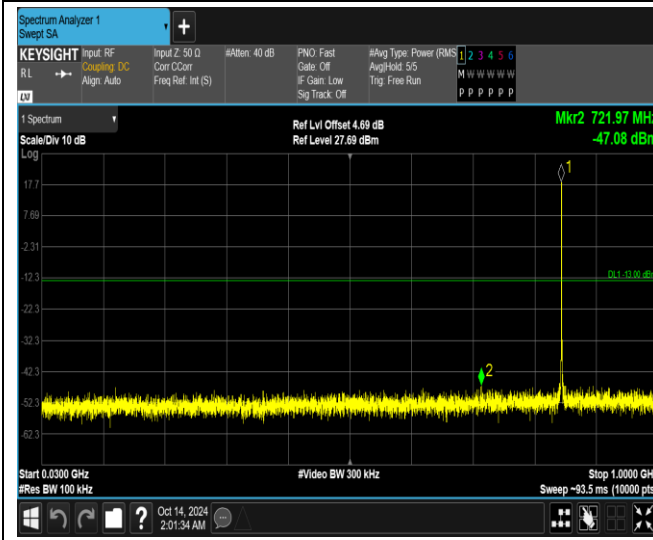 Spectrum Analyzer 1
Swept SA
+
KEYSIGHT Input: RF Input Z: 50 Ω #Atten: 40 dB PNO: Fast #Avg Type: Power (RMS 1 2 3 4 5 6
RL Coupling: DC Corr CCorr Gate: Off Avg|Hold: 5/5 M W W W W W
Align: Auto Freq Ref: Int (S) IF Gain: Low Trig: Free Run
Sig Track: Off P P P P P P
LXI
1 Spectrum Ref Lvl Offset 4.69 dB Mkr2 721.97 MHz
Scale/Div 10 dB Ref Level 27.69 dBm -47.08 dBm
Log
1
17.7
7.69
-2.31
-12.3 DL1 -13.00 dBm
-22.3
-32.3
-42.3 2
-52.3
-62.3
Start 0.0300 GHz #Video BW 300 kHz Stop 1.0000 GH
#Res BW 100 kHz Sweep ~93.5 ms (10000 pts
? Oct 14, 2024
2:01:34 AM